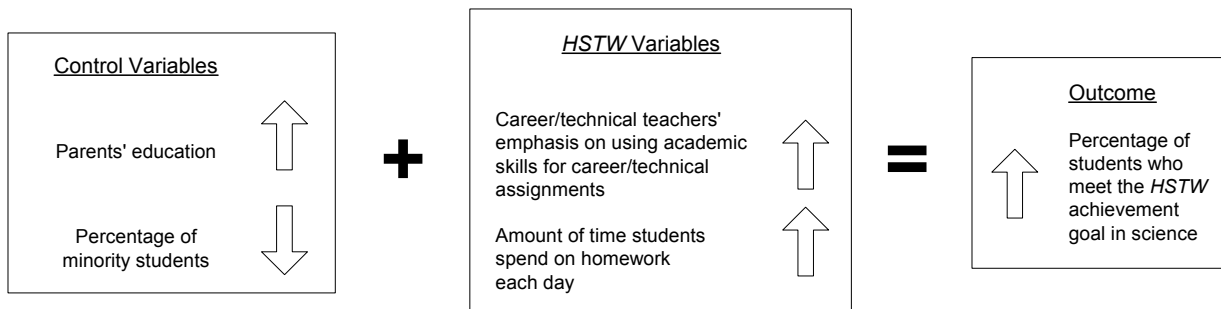 Control Variables
Parents' education
Percentage of
minority students
+
HSTW Variables
Career/technical teachers'
emphasis on using academic
skills for career/technical
assignments
Amount of time students
spend on homework
each day
=
Outcome
Percentage of
students who
meet the HSTW
achievement
goal in science